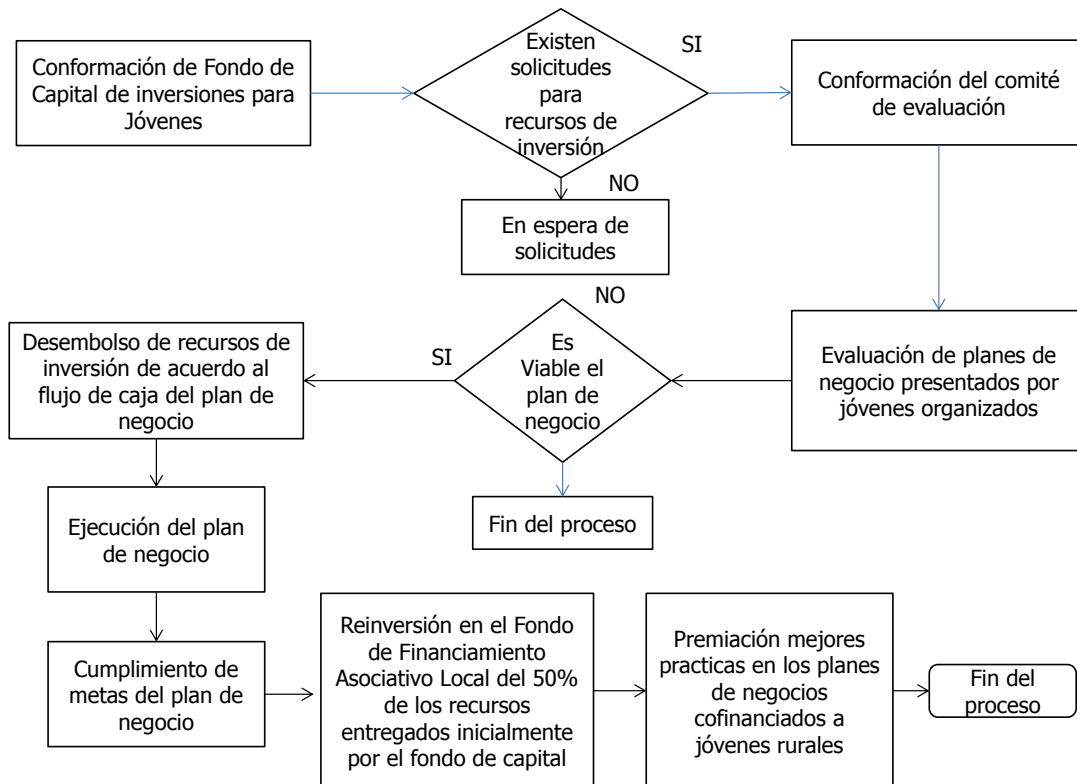 Conformación de Fondo de
Capital de inversiones para
Jóvenes
Existen
solicitudes
para
recursos de
inversión
SI
Conformación del comité
de evaluación
NO
En espera de
solicitudes
Evaluación de planes de
negocio presentados por
jóvenes organizados
NO
Es
Viable el
plan de
negocio
SI
Desembolso de recursos de
inversión de acuerdo al
flujo de caja del plan de
negocio
Fin del proceso
Ejecución del plan
de negocio
Cumplimiento de
metas del plan de
negocio
Reinversión en el Fondo
de Financiamiento
Asociativo Local del 50%
de los recursos
entregados inicialmente
por el fondo de capital
Premiación mejores
practicas en los planes
de negocios
cofinanciados a
jóvenes rurales
Fin del
proceso